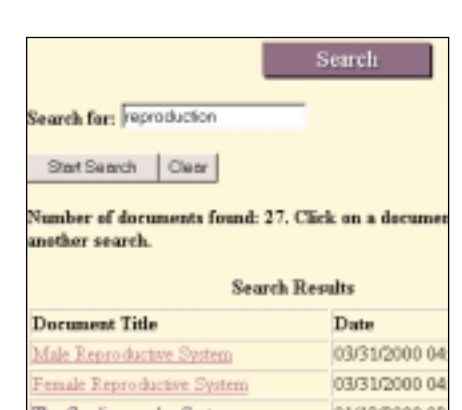 Search
Search for: reproduction
Start Search Clear
Number of documents found: 27. Click on a documen
another search.
Search Results
Document Title Date
Male Reproductive System 03/31/2000 04
Female Reproductive System 03/31/2000 04